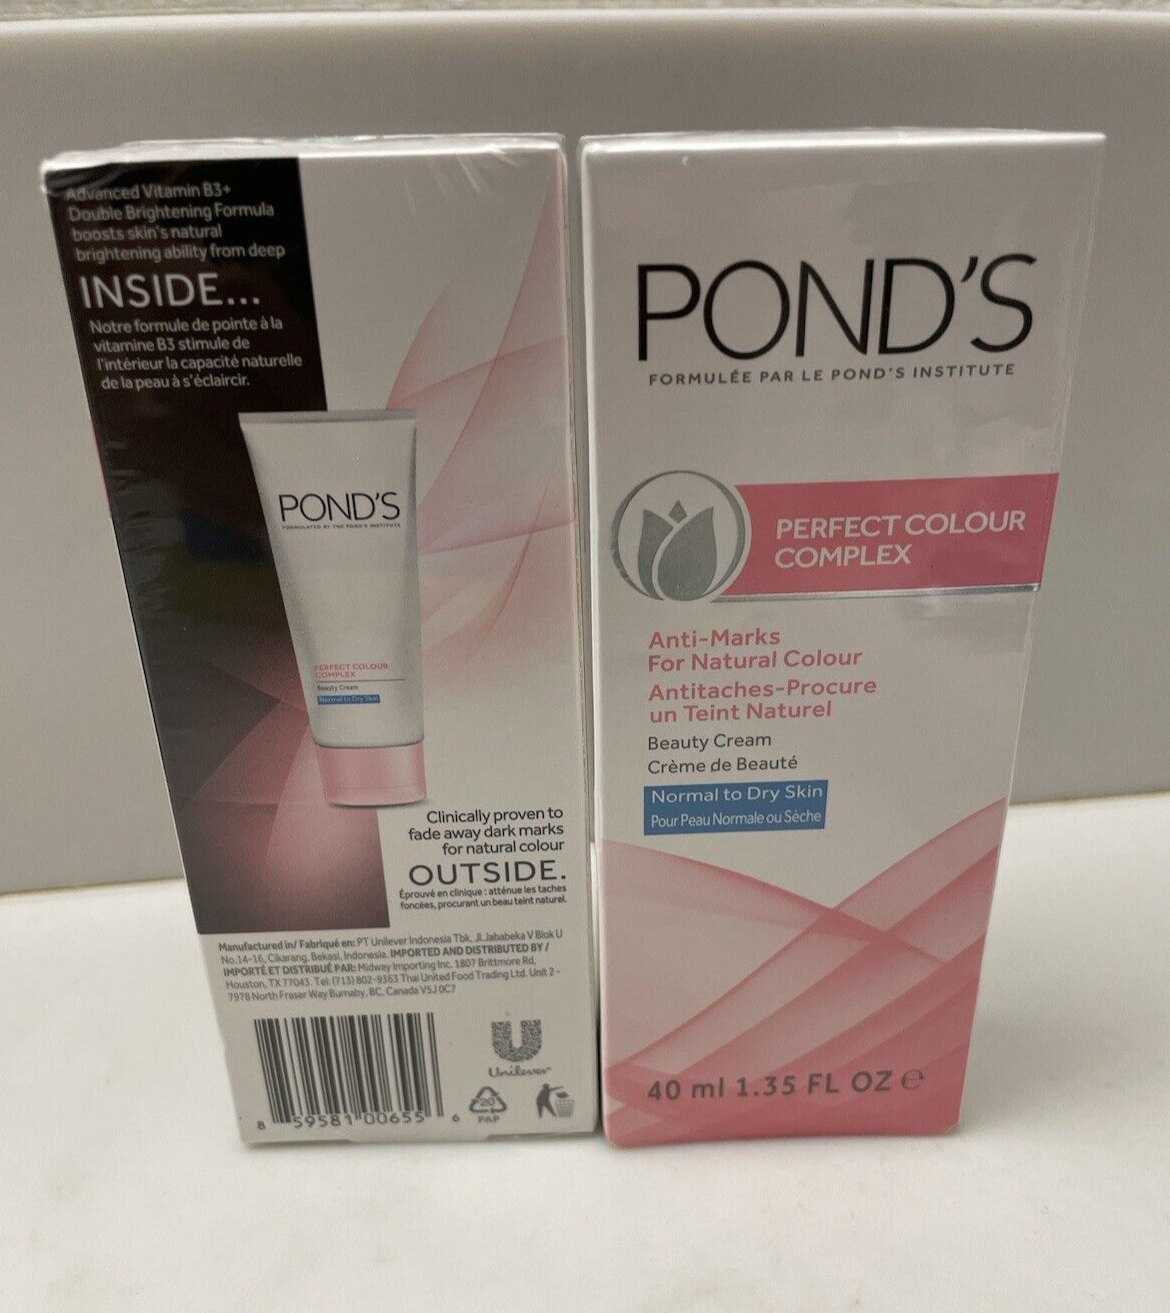 Advanced Vitamin B3+
Double Brightening Formula
boosts skin's natural
brightening ability from deep
INSIDE...
Notre formule de pointe à la
vitamine B3 stimule de
l'intérieur la capacité naturelle
de la peau à s'éclaircir.
POND'S
FORMULATED BY THE POND'S INSTITUTE
PERFECT COLOUR
COMPLEX
Beauty Cream
Normal to Dry Skin
Clinically proven to
fade away dark marks
for natural colour
OUTSIDE.
Éprouvé en clinique : atténue les taches
foncées, procurant un beau teint naturel.
Manufactured in/ Fabriqué en: PT Unilever Indonesia Tbk, Jl.Jababeka V Blok U
No.14-16, Cikarang, Bekasi, Indonesia. IMPORTED AND DISTRIBUTED BY /
IMPORTÉ ET DISTRIBUÉ PAR: Midway Importing Inc. 1807 Brittmore Rd,
Houston, TX 77043. Tel: (713) 802-9363 Thai United Food Trading Ltd. Unit 2 -
7978 North Fraser Way Burnaby, BC, Canada V5J 0C7
8 59581 00655 6
Unilever
20
PAP
POND'S
FORMULÉE PAR LE POND'S INSTITUTE
PERFECT COLOUR
COMPLEX
Anti-Marks
For Natural Colour
Antitaches-Procure
un Teint Naturel
Beauty Cream
Crème de Beauté
Normal to Dry Skin
Pour Peau Normale ou Sèche
40 ml 1.35 FL OZ ℮